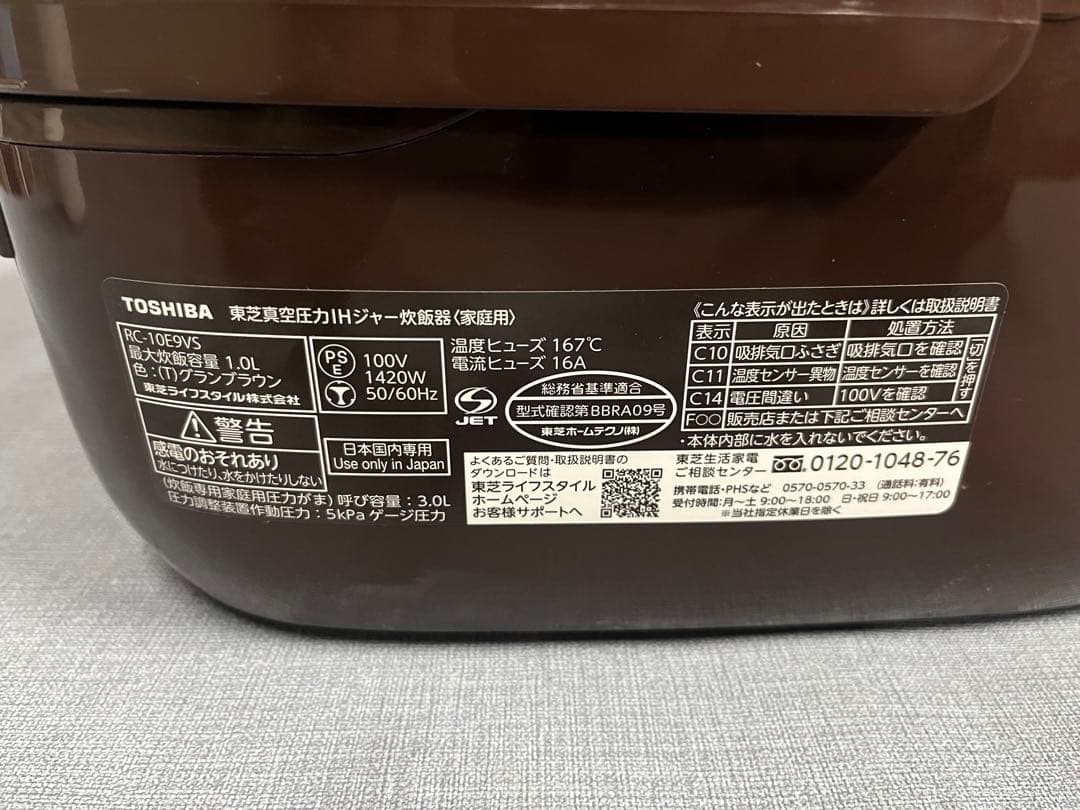 TOSHIBA 東芝真空圧力IHジャー炊飯器〈家庭用〉
RC-10E9VS
最大炊飯容量 1.0L
色:(T)グランブラウン
東芝ライフスタイル株式会社
PS
E
100V
1420W
50/60Hz
温度ヒューズ 167℃
電流ヒューズ 16A
JET
総務省基準適合
型式確認第BBRA09号
東芝ホームテクノ(株)
警告
感電のおそれあり
水につけたり、水をかけたりしない
日本国内専用
Use only in Japan
(炊飯専用家庭用圧力がま) 呼び容量:3.0L
圧力調整装置作動圧力:5kPa ゲージ圧力
よくあるご質問・取扱説明書の
ダウンロードは
東芝ライフスタイル
ホームページ
お客様サポートへ
《こんな表示が出たときは》詳しくは取扱説明書
表示 原因 処置方法
C10 吸排気口ふさぎ 吸排気口を確認
C11 温度センサー異物 温度センサーを確認
C14 電圧間違い 100Vを確認
切を押す
F○○ 販売店または下記ご相談センターへ
・本体内部に水を入れないでください。
東芝生活家電
ご相談センター 0120-1048-76
携帯電話・PHSなど 0570-0570-33 (通話料:有料)
受付時間:月〜土 9:00〜18:00 日・祝日 9:00〜17:00
※当社指定休業日を除く